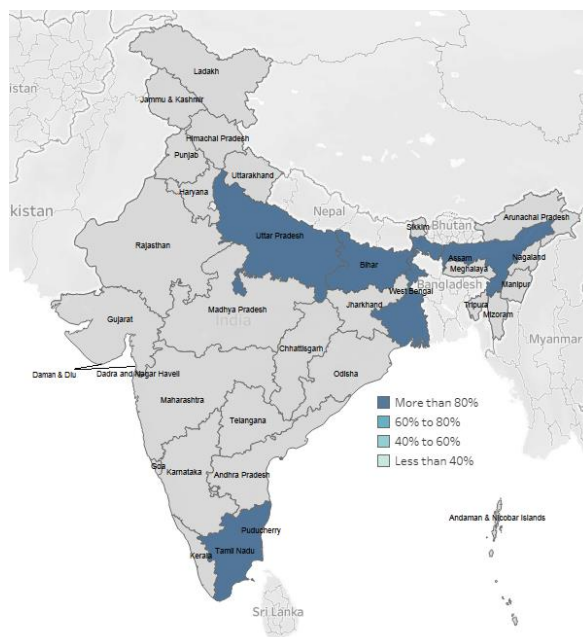 Ladakh
istan
Jammu & Kashmir
Himachal Pradesh
Punjab
Uttarakhand
Haryana
kistan
Nepal
Sikkim
Bhutan
Arunachal Pradesh
Rajasthan
Uttar Pradesh
Assam
Nagaland
Bihar
Meghalaya
Manipur
West Bengal
Bangladesh
Jharkhand
Tripura
Mizoram
Gujarat
Madhya Pradesh
India
Myanmar
Chhattisgarh
Daman & Diu
Dadra and Nagar Haveli
Odisha
Maharashtra
More than 80%
60% to 80%
40% to 60%
Less than 40%
Telangana
Goa
Karnataka
Andhra Pradesh
Andaman & Nicobar Islands
Puducherry
Kerala
Tamil Nadu
Sri Lanka